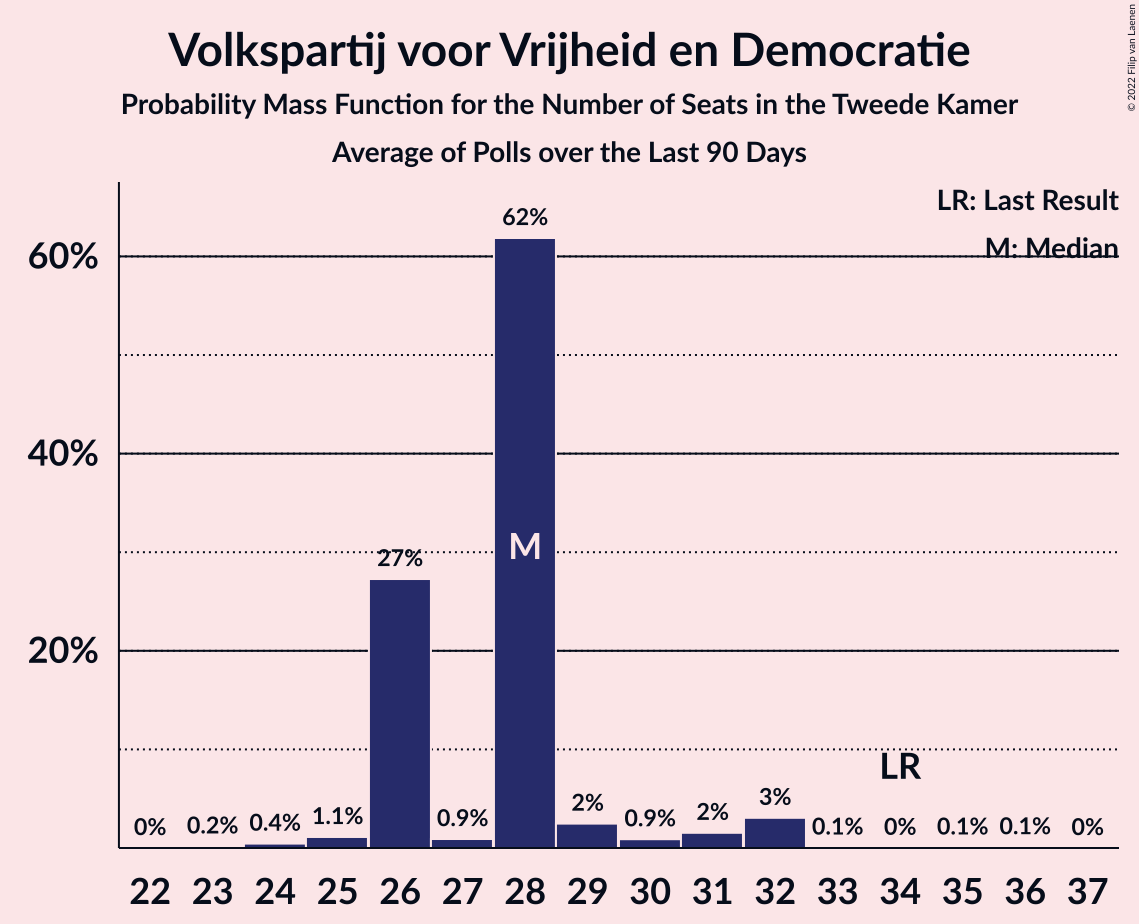 Volkspartij voor Vrijheid en Democratie
Probability Mass Function for the Number of Seats in the Tweede Kamer
Average of Polls over the Last 90 Days
© 2022 Filip van Laenen
LR: Last Result
M: Median
60%
40%
20%
0%
0.2%
0.4%
1.1%
27%
0.9%
62%
M
2%
0.9%
2%
3%
0.1%
0%
LR
0.1%
0.1%
0%
22 23 24 25 26 27 28 29 30 31 32 33 34 35 36 37